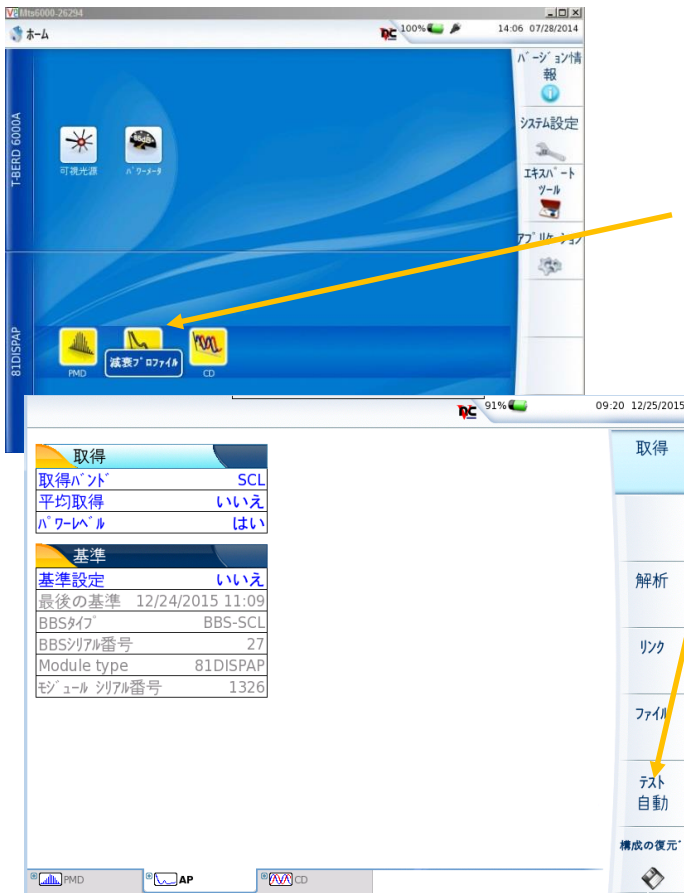 Mts6000-26294
ホーム
100%
14:06 07/28/2014
T-BERD 6000A
可視光源
パワーメータ
バージョン情
報
システム設定
エキスパート
ツール
アプリケーション
81DISPAP
PMD
減衰プロファイル
CD
91%
09:20 12/25/2015
取得
取得バンド SCL
平均取得 いいえ
パワーレベル はい
基準
基準設定 いいえ
最後の基準 12/24/2015 11:09
BBSタイプ BBS-SCL
BBSシリアル番号 27
Module type 81DISPAP
モジュール シリアル番号 1326
取得
解析
リンク
ファイル
テスト
自動
構成の復元
PMD
AP
CD